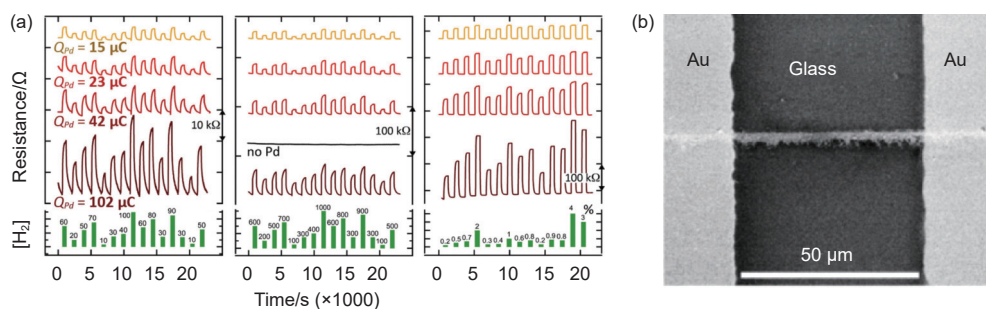 (a)
Resistance/Ω
Q_Pd = 15 µC
Q_Pd = 23 µC
Q_Pd = 42 µC
Q_Pd = 102 µC
10 kΩ
100 kΩ
no Pd
100 kΩ
[H₂]
60 20 50 70 10 30 40 100 60 80 30 90 30 10 50
600 200 500 700 100 300 400 1000 600 800 300 900 300 100 500
0.2 0.5 0.7 2 0.3 0.4 1 0.6 0.8 0.2 0.9 0.8 4 3 %
0 5 10 15 20
0 5 10 15 20
0 5 10 15 20
Time/s (×1000)
(b)
Au
Glass
Au
50 µm